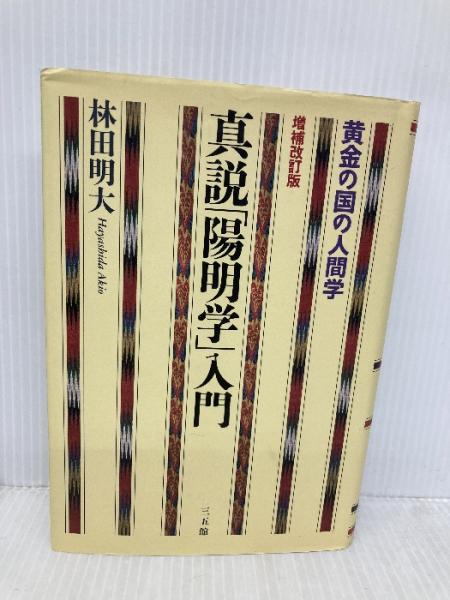 黄金の国の人間学
増補改訂版
真説「陽明学」入門
林田明大
Hayashida Akio
三五館